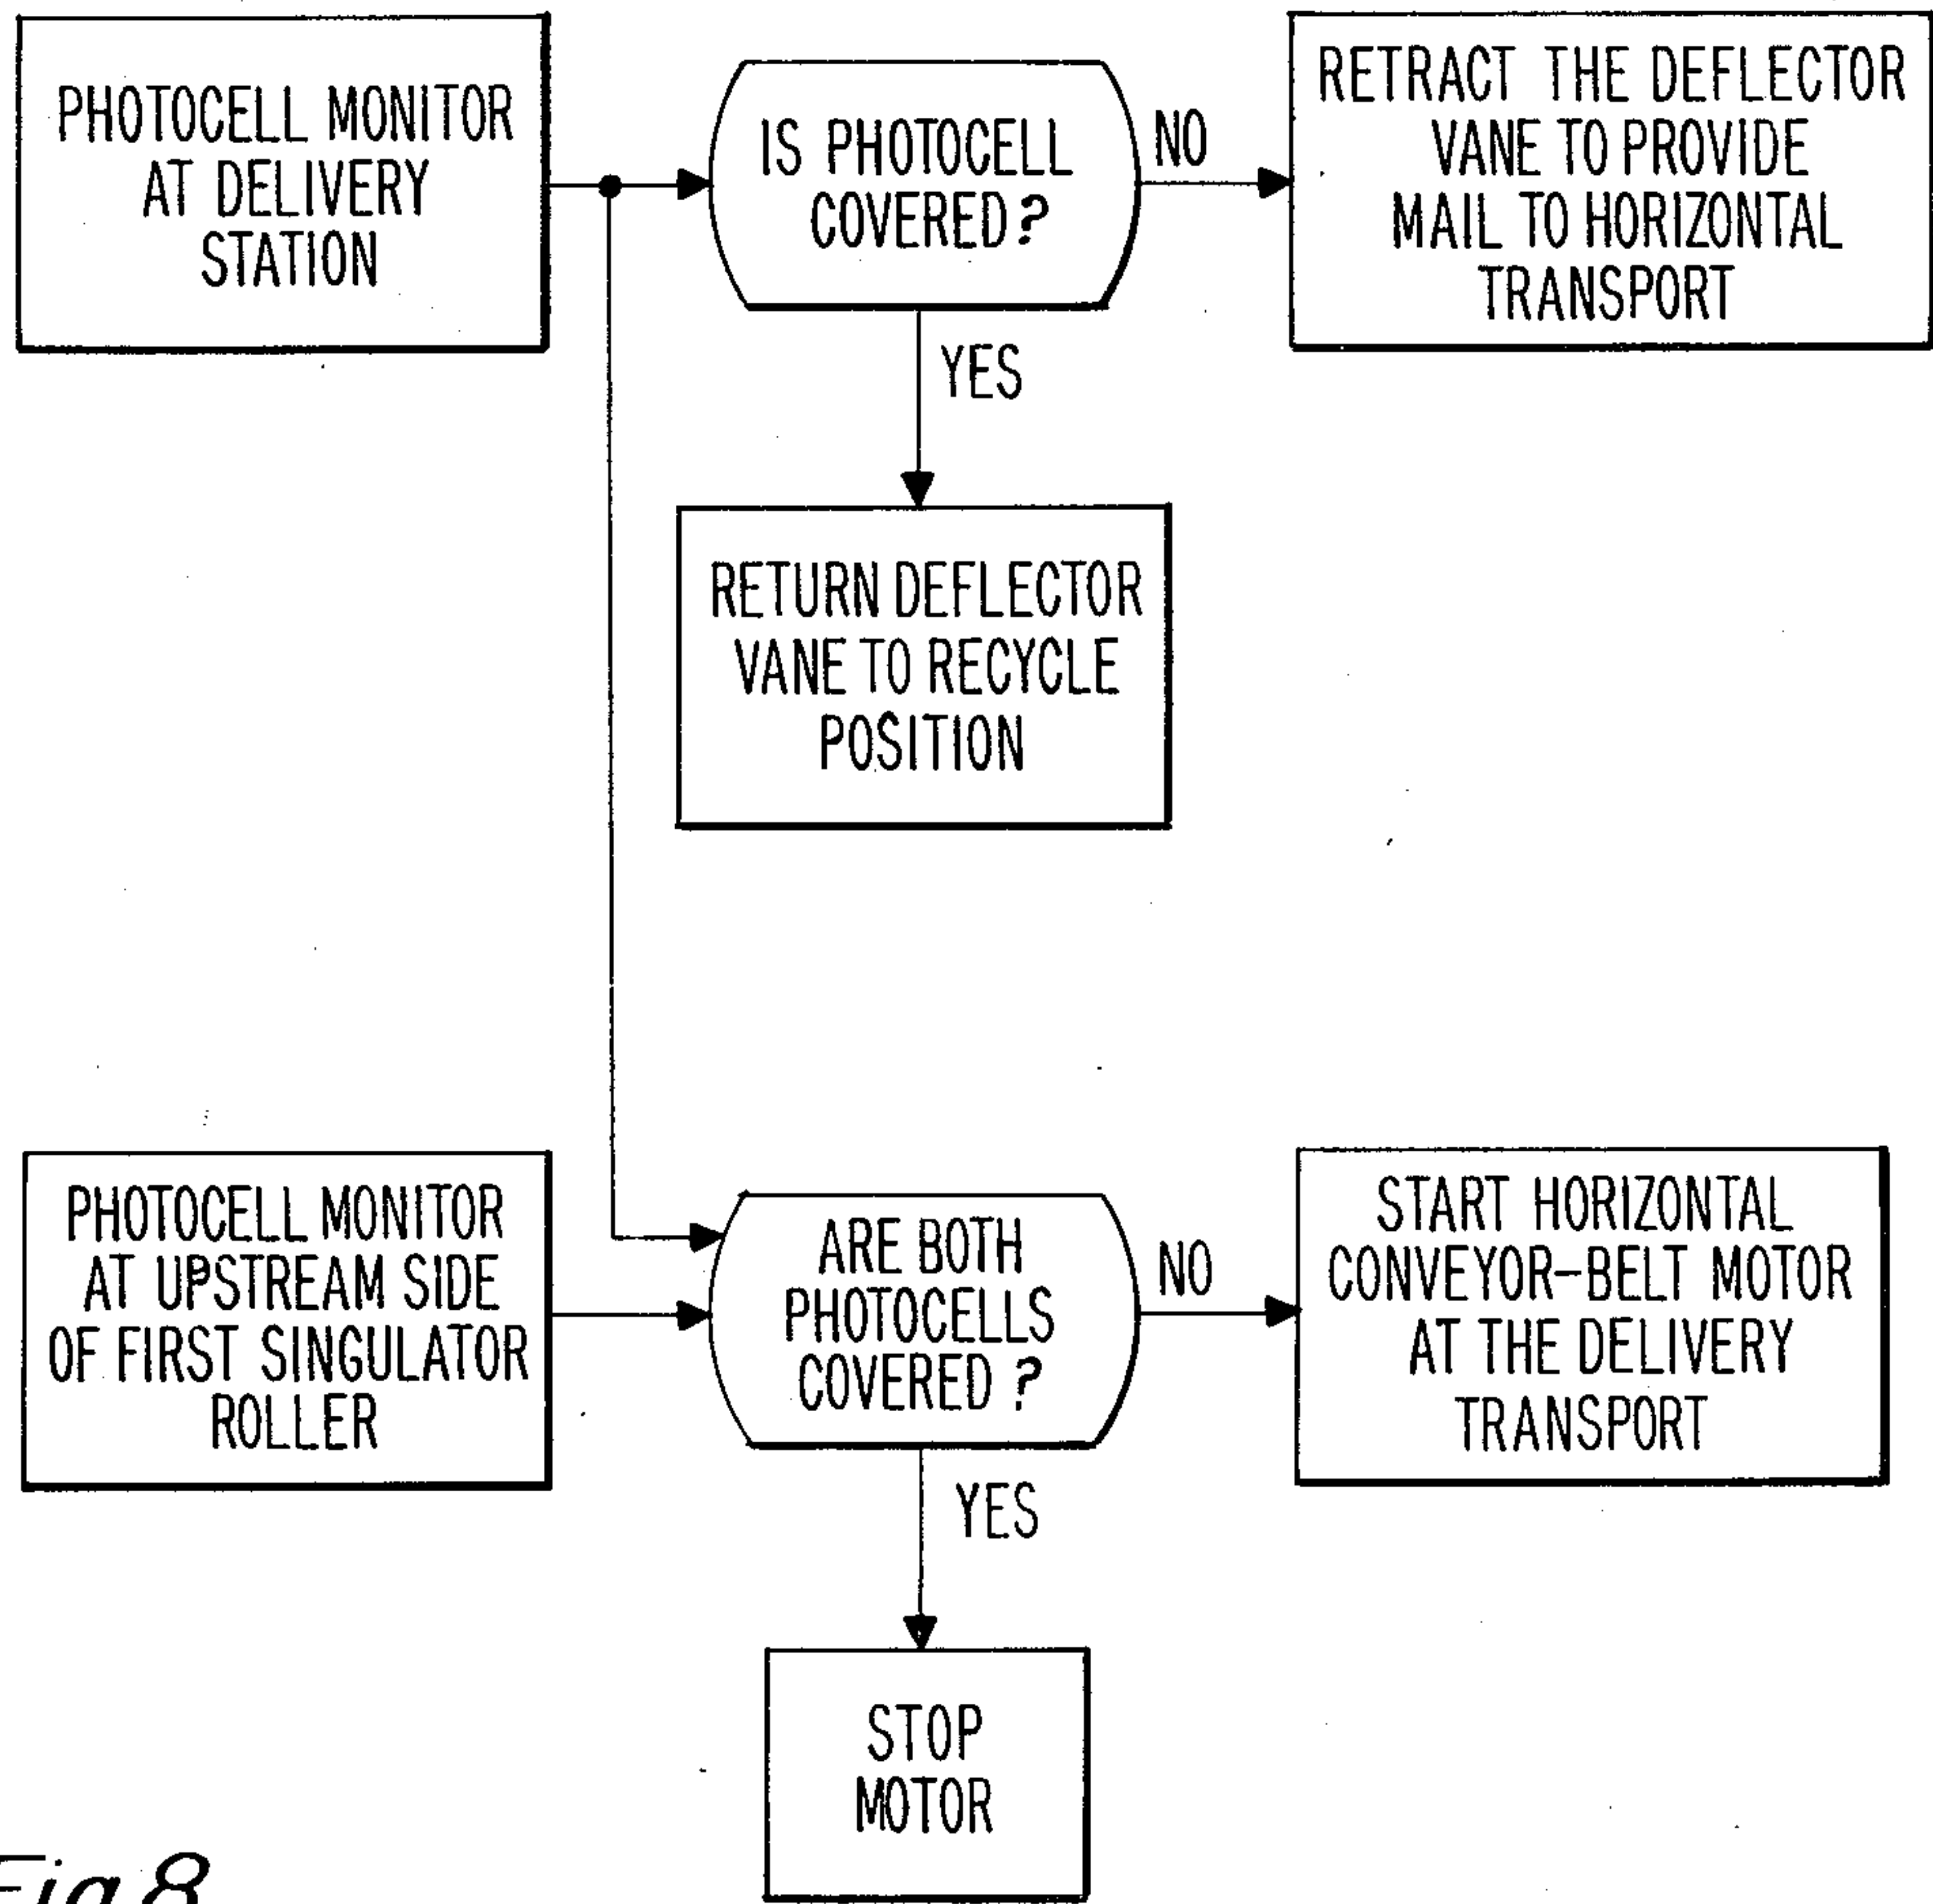 PHOTOCELL MONITOR
AT DELIVERY
STATION
IS PHOTOCELL
COVERED?
NO
RETRACT THE DEFLECTOR
VANE TO PROVIDE
MAIL TO HORIZONTAL
TRANSPORT
YES
RETURN DEFLECTOR
VANE TO RECYCLE
POSITION
PHOTOCELL MONITOR
AT UPSTREAM SIDE
OF FIRST SINGULATOR
ROLLER
ARE BOTH
PHOTOCELLS
COVERED?
NO
START HORIZONTAL
CONVEYOR-BELT MOTOR
AT THE DELIVERY
TRANSPORT
YES
STOP
MOTOR
Fig 8